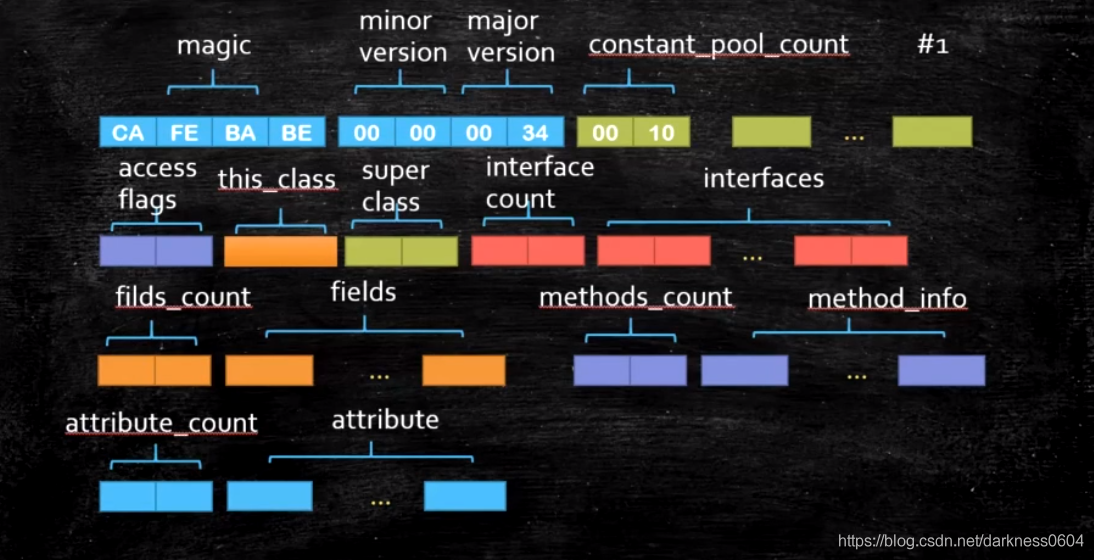 magic
minor
version
major
version
constant_pool_count
#1
CA FE BA BE 00 00 00 34 00 10 ...
access
flags
this_class
super
class
interface
count
interfaces
...
filds_count
fields
methods_count
method_info
... ...
attribute_count
attribute
...
https://blog.csdn.net/darkness0604